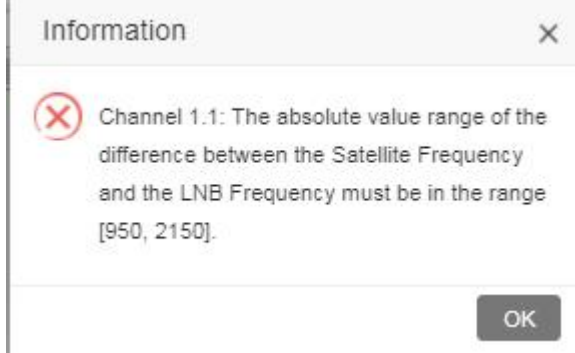 Information
Channel 1.1: The absolute value range of the
difference between the Satellite Frequency
and the LNB Frequency must be in the range
[950, 2150].
OK